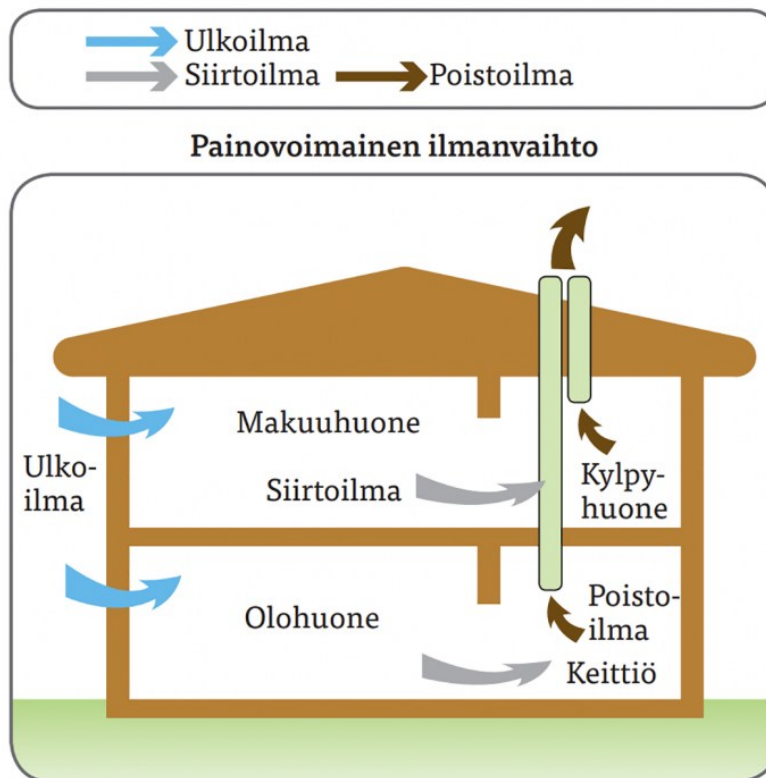 Ulkoilma
Siirtoilma Poistoilma
Painovoimainen ilmanvaihto
Makuuhuone
Ulko-
ilma
Siirtoilma
Kylpy-
huone
Olohuone
Poisto-
ilma
Keittiö